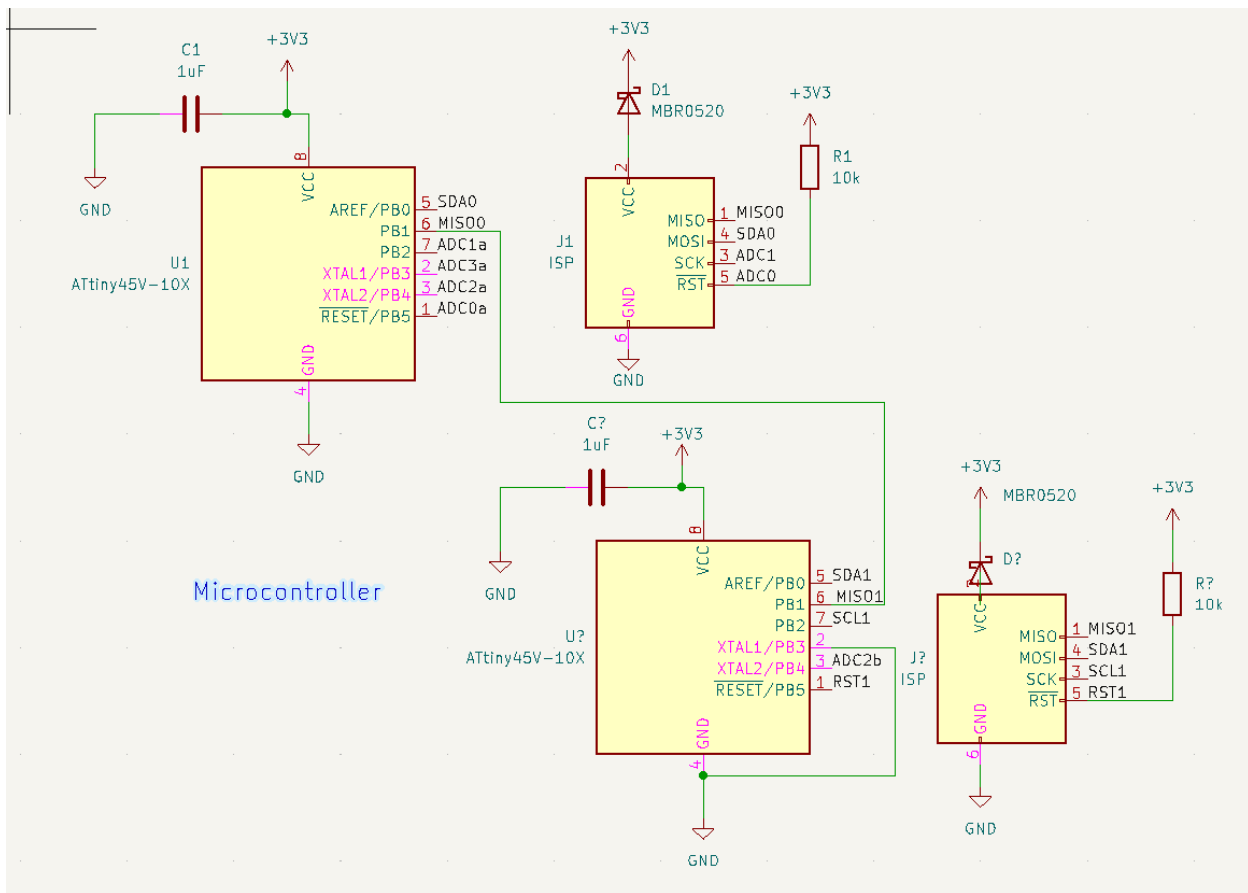 +3V3
C1
1uF
GND
8
VCC
AREF/PB0 5 SDA0
PB1 6 MISO0
PB2 7 ADC1a
XTAL1/PB3 2 ADC3a
XTAL2/PB4 3 ADC2a
RESET/PB5 1 ADC0a
U1
ATtiny45V-10X
GND
4
GND
+3V3
D1
MBR0520
+3V3
R1
10k
2
VCC
MISO 1 MISO0
MOSI 4 SDA0
SCK 3 ADC1
RST 5 ADC0
J1
ISP
GND
6
GND
C?
1uF
+3V3
GND
8
VCC
AREF/PB0 5 SDA1
PB1 6 MISO1
PB2 7 SCL1
XTAL1/PB3 2
XTAL2/PB4 3 ADC2b
RESET/PB5 1 RST1
U?
ATtiny45V-10X
GND
4
GND
Microcontroller
+3V3
MBR0520
D?
+3V3
R?
10k
VCC
MISO 1 MISO1
MOSI 4 SDA1
SCK 3 SCL1
RST 5 RST1
J?
ISP
GND
6
GND